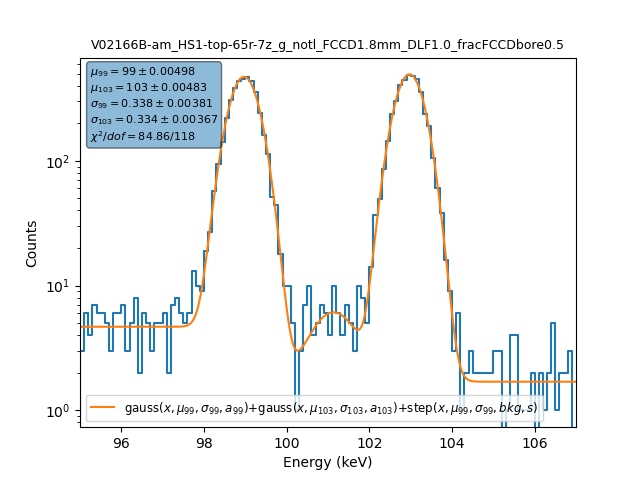 V02166B-am_HS1-top-65r-7z_g_notl_FCCD1.8mm_DLF1.0_fracFCCDbore0.5
μ₉₉ = 99 ± 0.00498
μ₁₀₃ = 103 ± 0.00483
σ₉₉ = 0.338 ± 0.00381
σ₁₀₃ = 0.334 ± 0.00367
χ²/dof = 84.86/118
10²
10¹
10⁰
Counts
gauss(x, μ₉₉, σ₉₉, a₉₉)+gauss(x, μ₁₀₃, σ₁₀₃, a₁₀₃)+step(x, μ₉₉, σ₉₉, bkg, s)
96 98 100 102 104 106
Energy (keV)